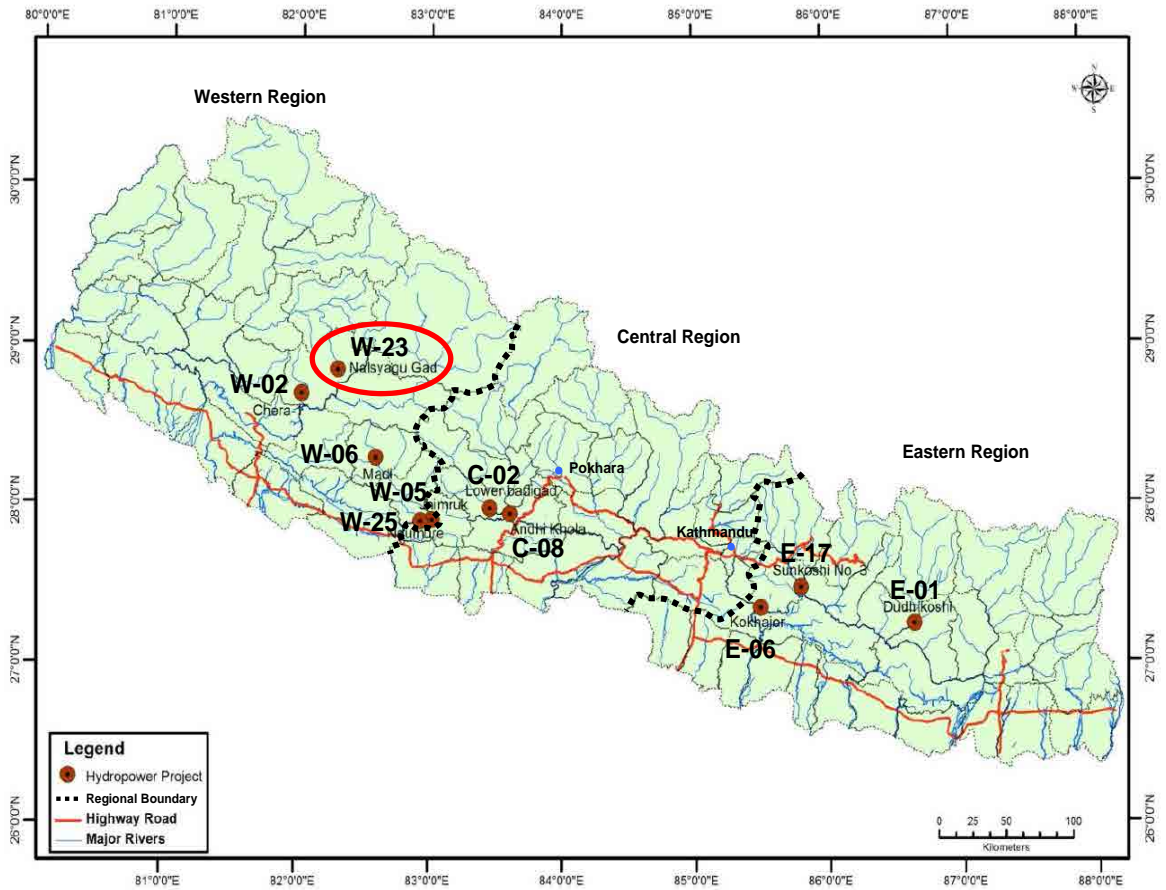 80°0'0"E 81°0'0"E 82°0'0"E 83°0'0"E 84°0'0"E 85°0'0"E 86°0'0"E 87°0'0"E 88°0'0"E
N
W E
S
Western Region
30°0'0"N
30°0'0"N
29°0'0"N
29°0'0"N
Central Region
W-23
Nalsyagu Gad
W-02
Chera-1
Eastern Region
W-06
Madi
C-02
Lower badigad
Pokhara
28°0'0"N
28°0'0"N
W-05
W-25
Andhi Khola
C-08
Kathmandu
E-17
Sunkoshi No. 3
E-01
Dudhkoshi
Kokhajor
E-06
27°0'0"N
27°0'0"N
Legend
Hydropower Project
Regional Boundary
Highway Road
Major Rivers
26°0'0"N
26°0'0"N
0 25 50 100
Kilometers
81°0'0"E 82°0'0"E 83°0'0"E 84°0'0"E 85°0'0"E 86°0'0"E 87°0'0"E 88°0'0"E